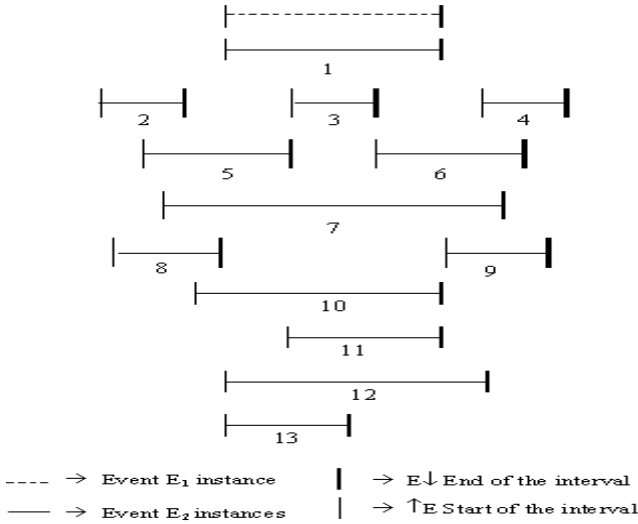 1
2 3 4
5 6
7
8 9
10
11
12
13
---- → Event E₁ instance | → E↓ End of the interval
— → Event E₂ instances | → ↑E Start of the interval